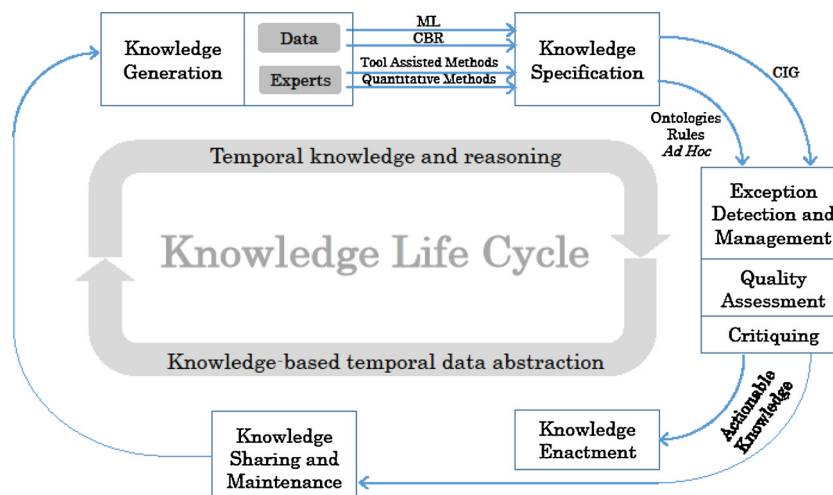 Knowledge
Generation
Data
Experts
ML
CBR
Tool Assisted Methods
Quantitative Methods
Knowledge
Specification
CIG
Ontologies
Rules
Ad Hoc
Temporal knowledge and reasoning
Knowledge Life Cycle
Knowledge-based temporal data abstraction
Exception
Detection and
Management
Quality
Assessment
Critiquing
Actionable
Knowledge
Knowledge
Enactment
Knowledge
Sharing and
Maintenance